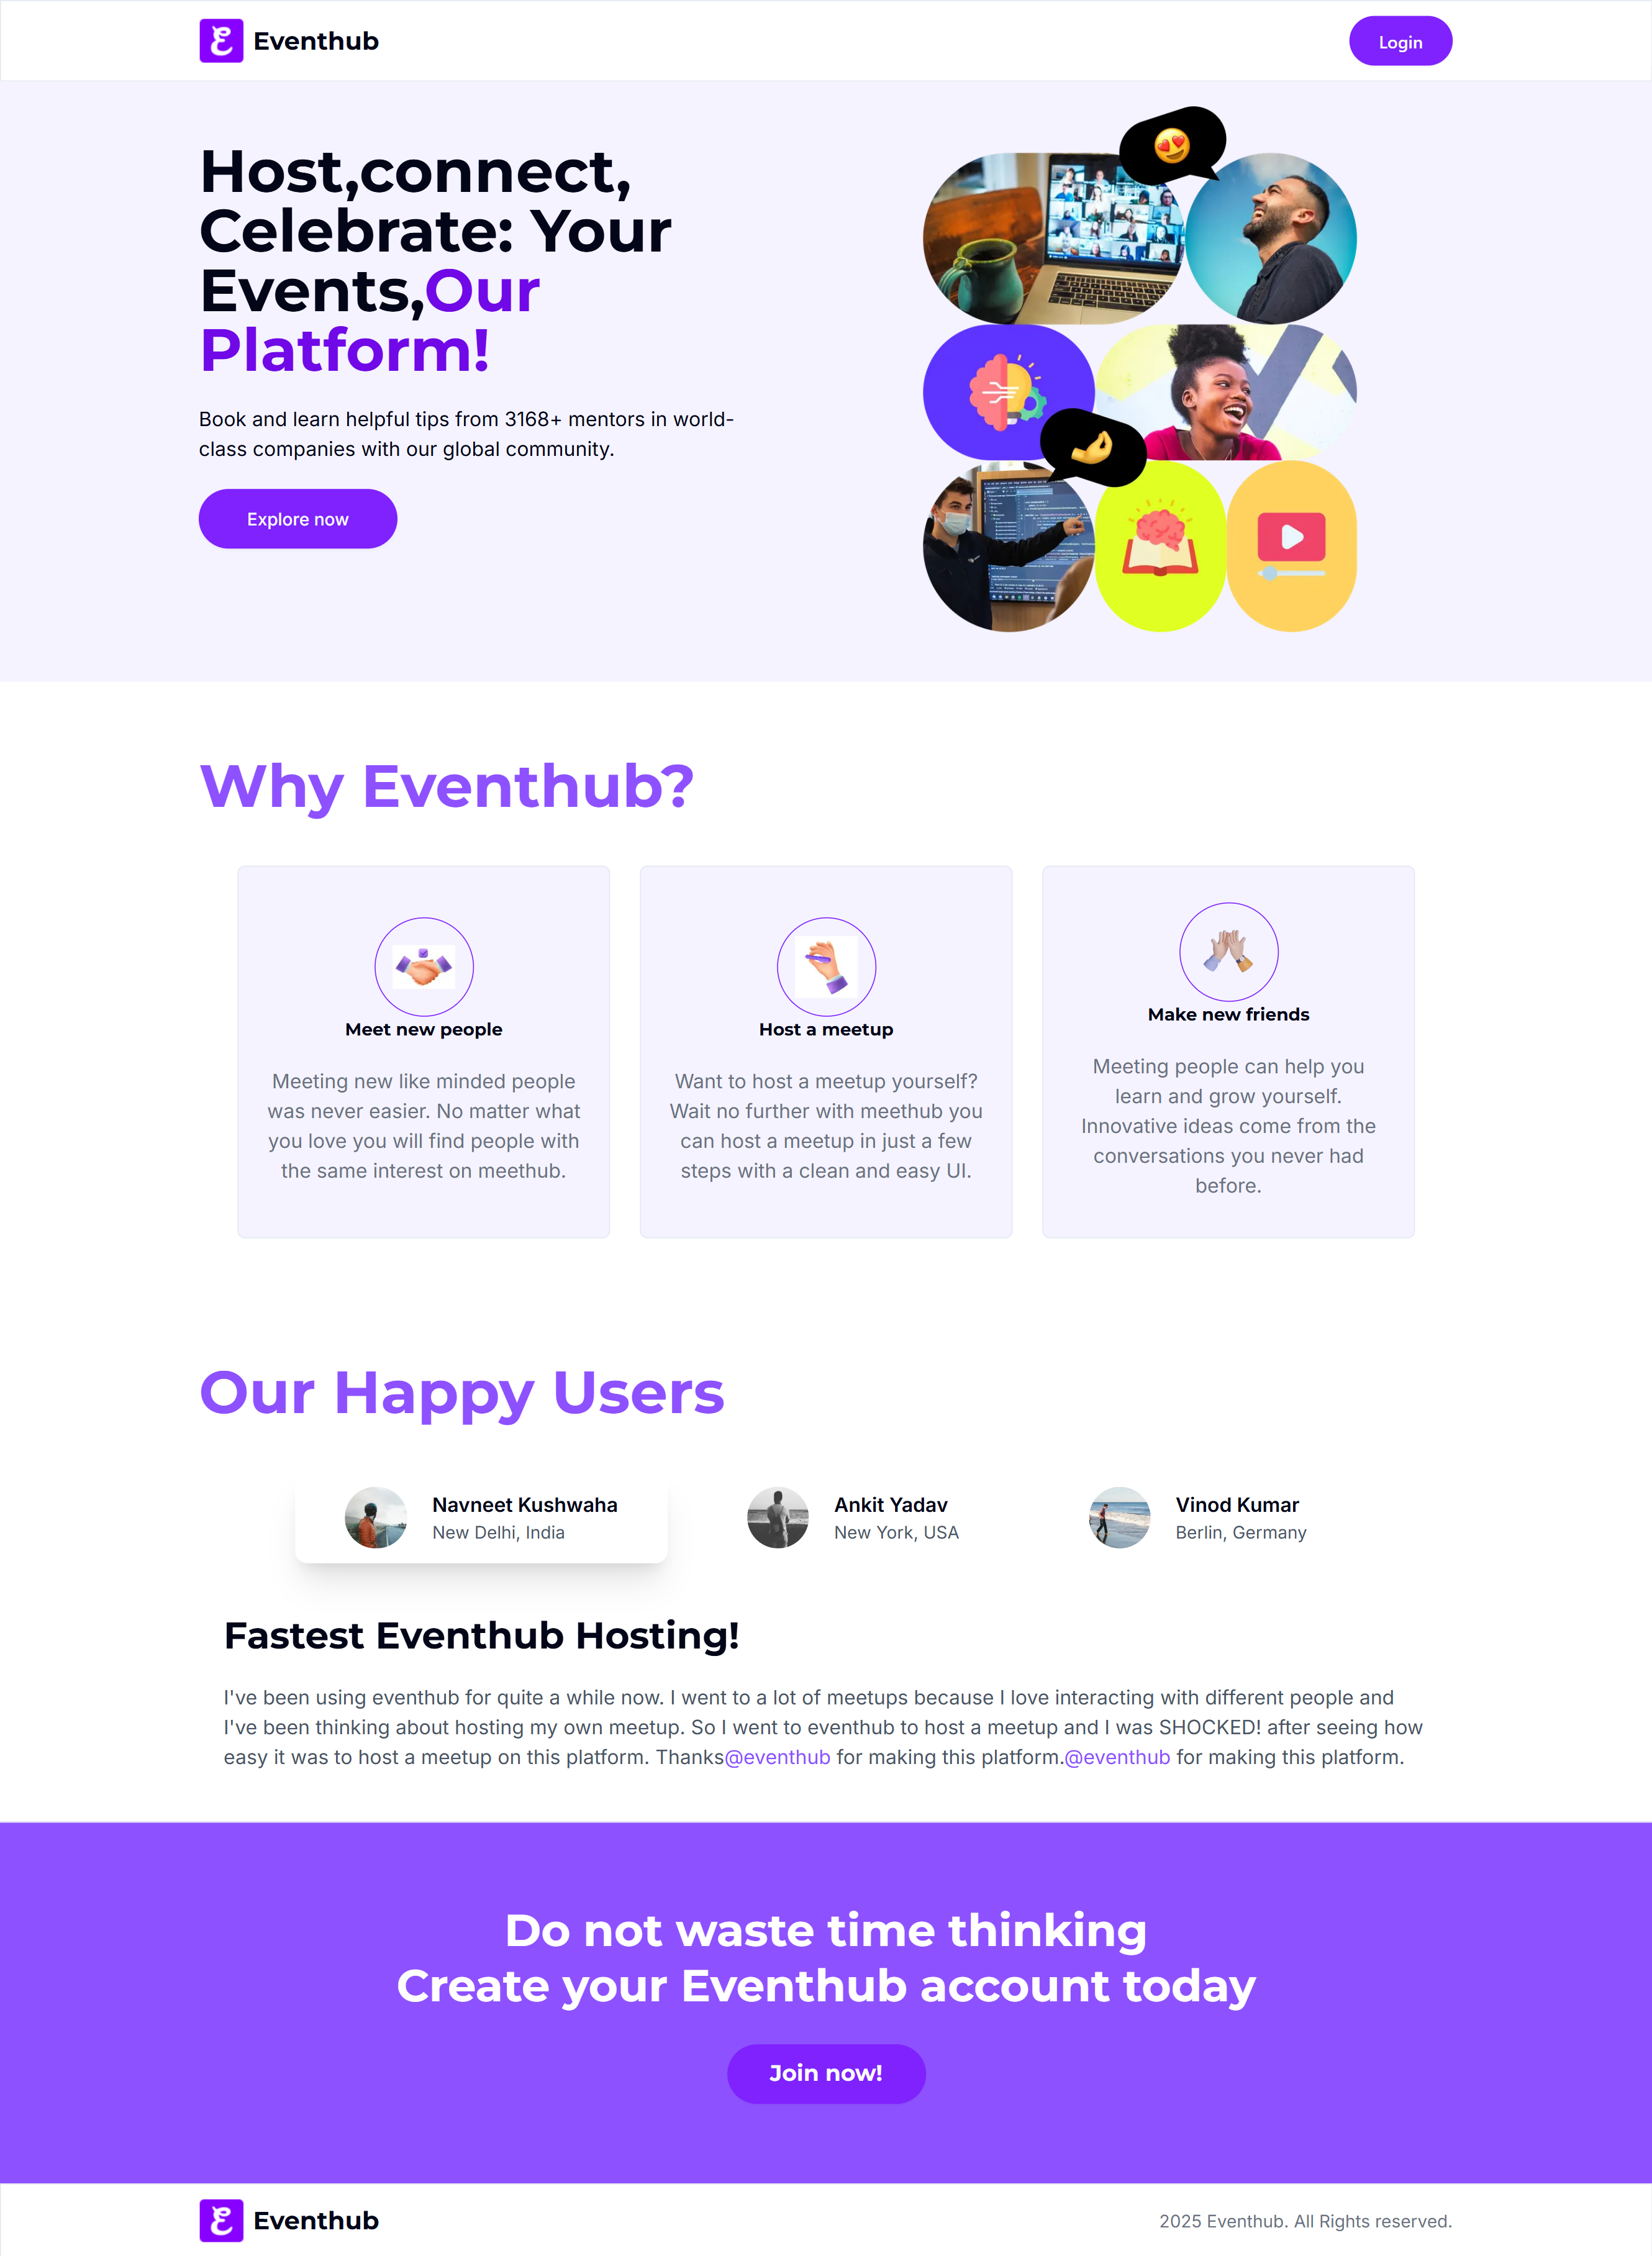 Eventhub
Login
Host,connect,
Celebrate: Your
Events,Our
Platform!
Book and learn helpful tips from 3168+ mentors in world-
class companies with our global community.
Explore now
Why Eventhub?
Meet new people
Meeting new like minded people
was never easier. No matter what
you love you will find people with
the same interest on meethub.
Host a meetup
Want to host a meetup yourself?
Wait no further with meethub you
can host a meetup in just a few
steps with a clean and easy UI.
Make new friends
Meeting people can help you
learn and grow yourself.
Innovative ideas come from the
conversations you never had
before.
Our Happy Users
Navneet Kushwaha
New Delhi, India
Ankit Yadav
New York, USA
Vinod Kumar
Berlin, Germany
Fastest Eventhub Hosting!
I've been using eventhub for quite a while now. I went to a lot of meetups because I love interacting with different people and
I've been thinking about hosting my own meetup. So I went to eventhub to host a meetup and I was SHOCKED! after seeing how
easy it was to host a meetup on this platform. Thanks@eventhub for making this platform.@eventhub for making this platform.
Do not waste time thinking
Create your Eventhub account today
Join now!
Eventhub
2025 Eventhub. All Rights reserved.